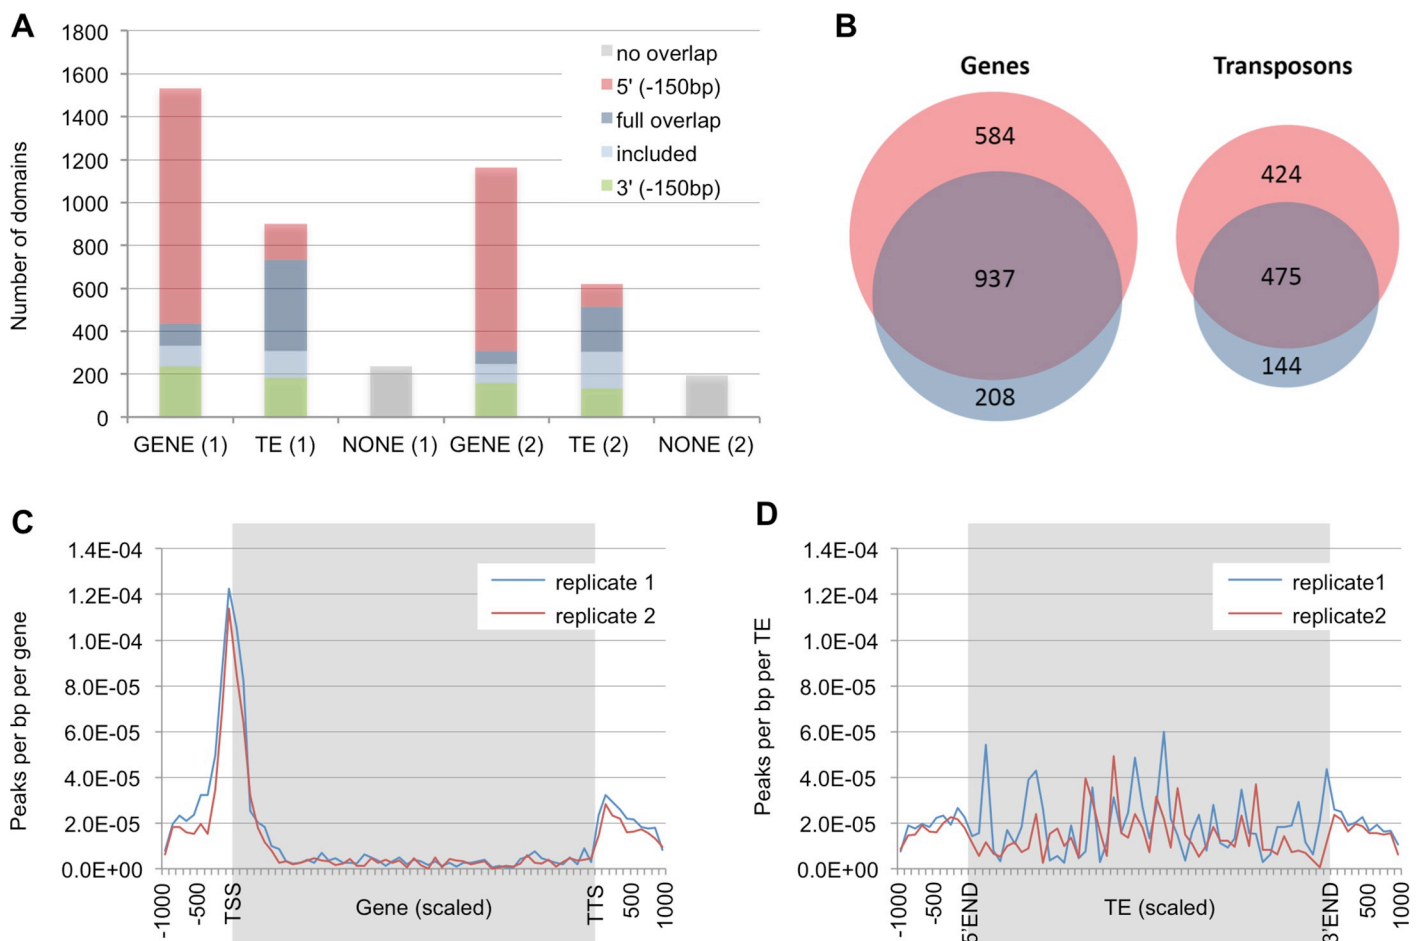 A
Number of domains
1800
1600
1400
1200
1000
800
600
400
200
0
no overlap
5' (-150bp)
full overlap
included
3' (-150bp)
GENE (1) TE (1) NONE (1) GENE (2) TE (2) NONE (2)
B
Genes Transposons
584
937
208
424
475
144
C
Peaks per bp per gene
1.4E-04
1.2E-04
1.0E-04
8.0E-05
6.0E-05
4.0E-05
2.0E-05
0.0E+00
replicate 1
replicate 2
-1000 -500 TSS Gene (scaled) TTS 500 1000
D
Peaks per bp per TE
1.4E-04
1.2E-04
1.0E-04
8.0E-05
6.0E-05
4.0E-05
2.0E-05
0.0E+00
replicate1
replicate2
-1000 -500 5'END TE (scaled) 3'END 500 1000